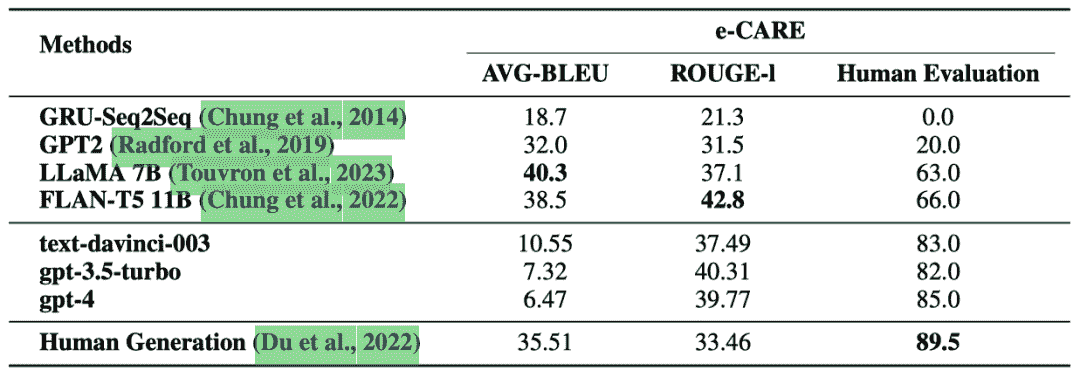 Methods e-CARE
AVG-BLEU ROUGE-l Human Evaluation
GRU-Seq2Seq (Chung et al., 2014) 18.7 21.3 0.0
GPT2 (Radford et al., 2019) 32.0 31.5 20.0
LLaMA 7B (Touvron et al., 2023) 40.3 37.1 63.0
FLAN-T5 11B (Chung et al., 2022) 38.5 42.8 66.0
text-davinci-003 10.55 37.49 83.0
gpt-3.5-turbo 7.32 40.31 82.0
gpt-4 6.47 39.77 85.0
Human Generation (Du et al., 2022) 35.51 33.46 89.5